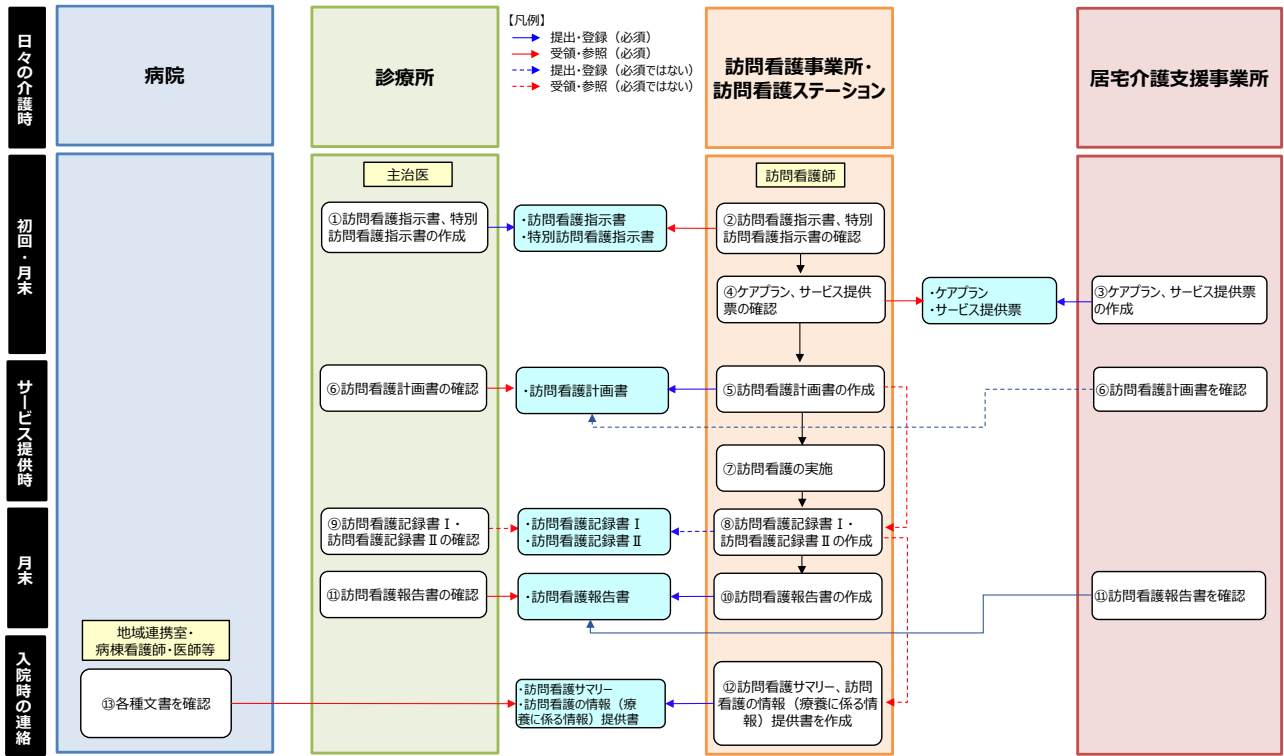 【凡例】
提出・登録（必須）
受領・参照（必須）
提出・登録（必須ではない）
受領・参照（必須ではない）
日々の介護時
病院
診療所
訪問看護事業所・
訪問看護ステーション
居宅介護支援事業所
初回・月末
主治医
訪問看護師
①訪問看護指示書、特別
訪問看護指示書の作成
・訪問看護指示書
・特別訪問看護指示書
②訪問看護指示書、特別
訪問看護指示書の確認
④ケアプラン、サービス提供
票の確認
・ケアプラン
・サービス提供票
③ケアプラン、サービス提供票
の作成
サービス提供時
⑥訪問看護計画書の確認
・訪問看護計画書
⑤訪問看護計画書の作成
⑥訪問看護計画書を確認
⑦訪問看護の実施
月末
⑨訪問看護記録書Ⅰ・
訪問看護記録書Ⅱの確認
・訪問看護記録書Ⅰ
・訪問看護記録書Ⅱ
⑧訪問看護記録書Ⅰ・
訪問看護記録書Ⅱの作成
⑪訪問看護報告書の確認
・訪問看護報告書
⑩訪問看護報告書の作成
⑪訪問看護報告書を確認
入院時の連絡
地域連携室・
病棟看護師・医師等
⑬各種文書を確認
・訪問看護サマリー
・訪問看護の情報（療
養に係る情報）提供書
⑫訪問看護サマリー、訪問
看護の情報（療養に係る情
報）提供書を作成